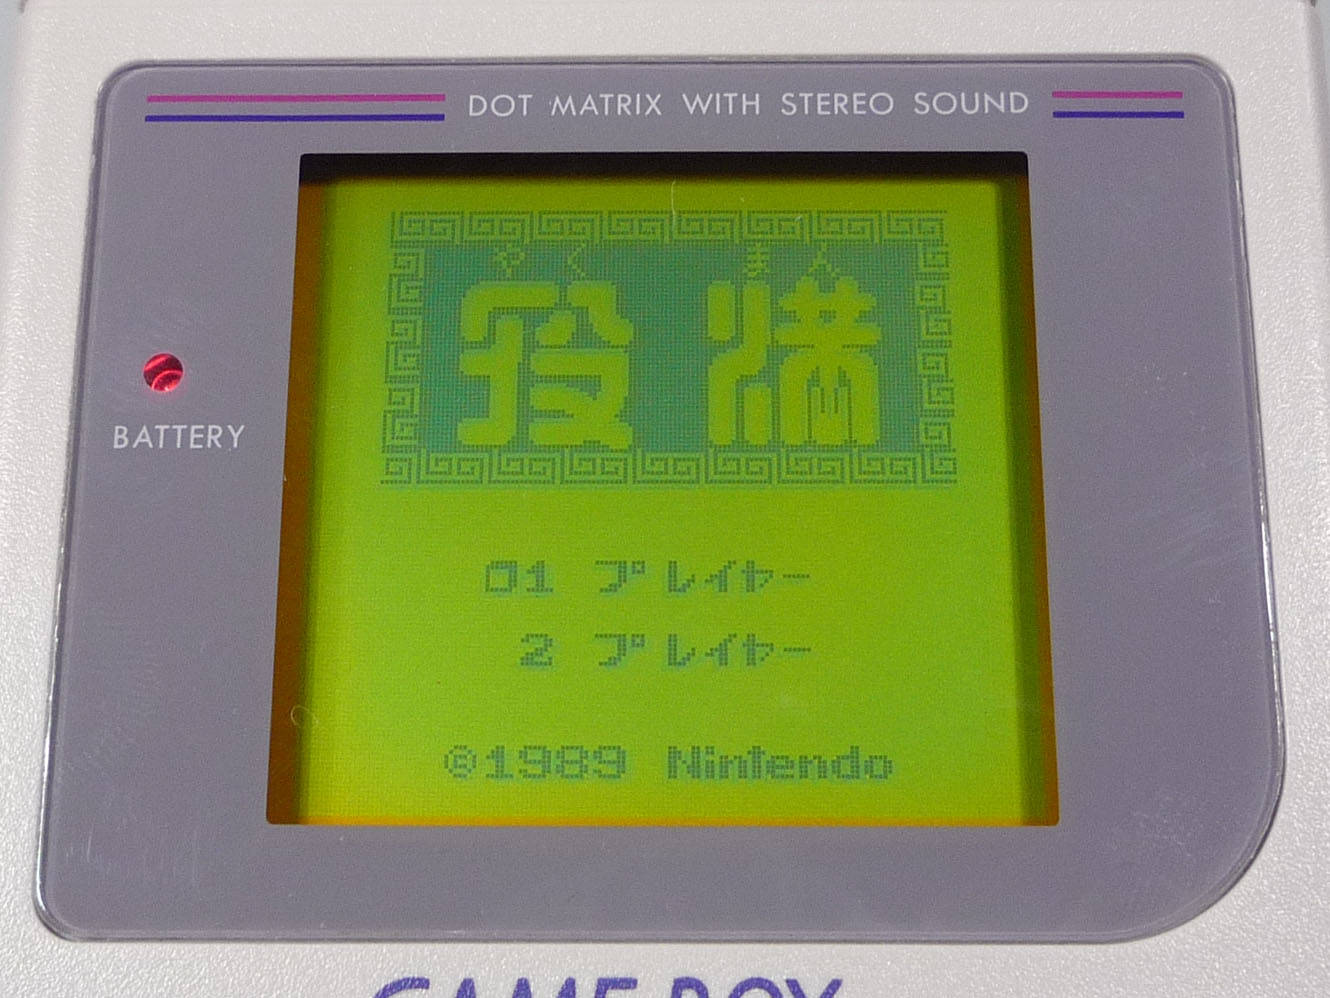 DOT MATRIX WITH STEREO SOUND
やく まん
役満
BATTERY
1 プレイヤー
2 プレイヤー
©1989 Nintendo
GAME BOY